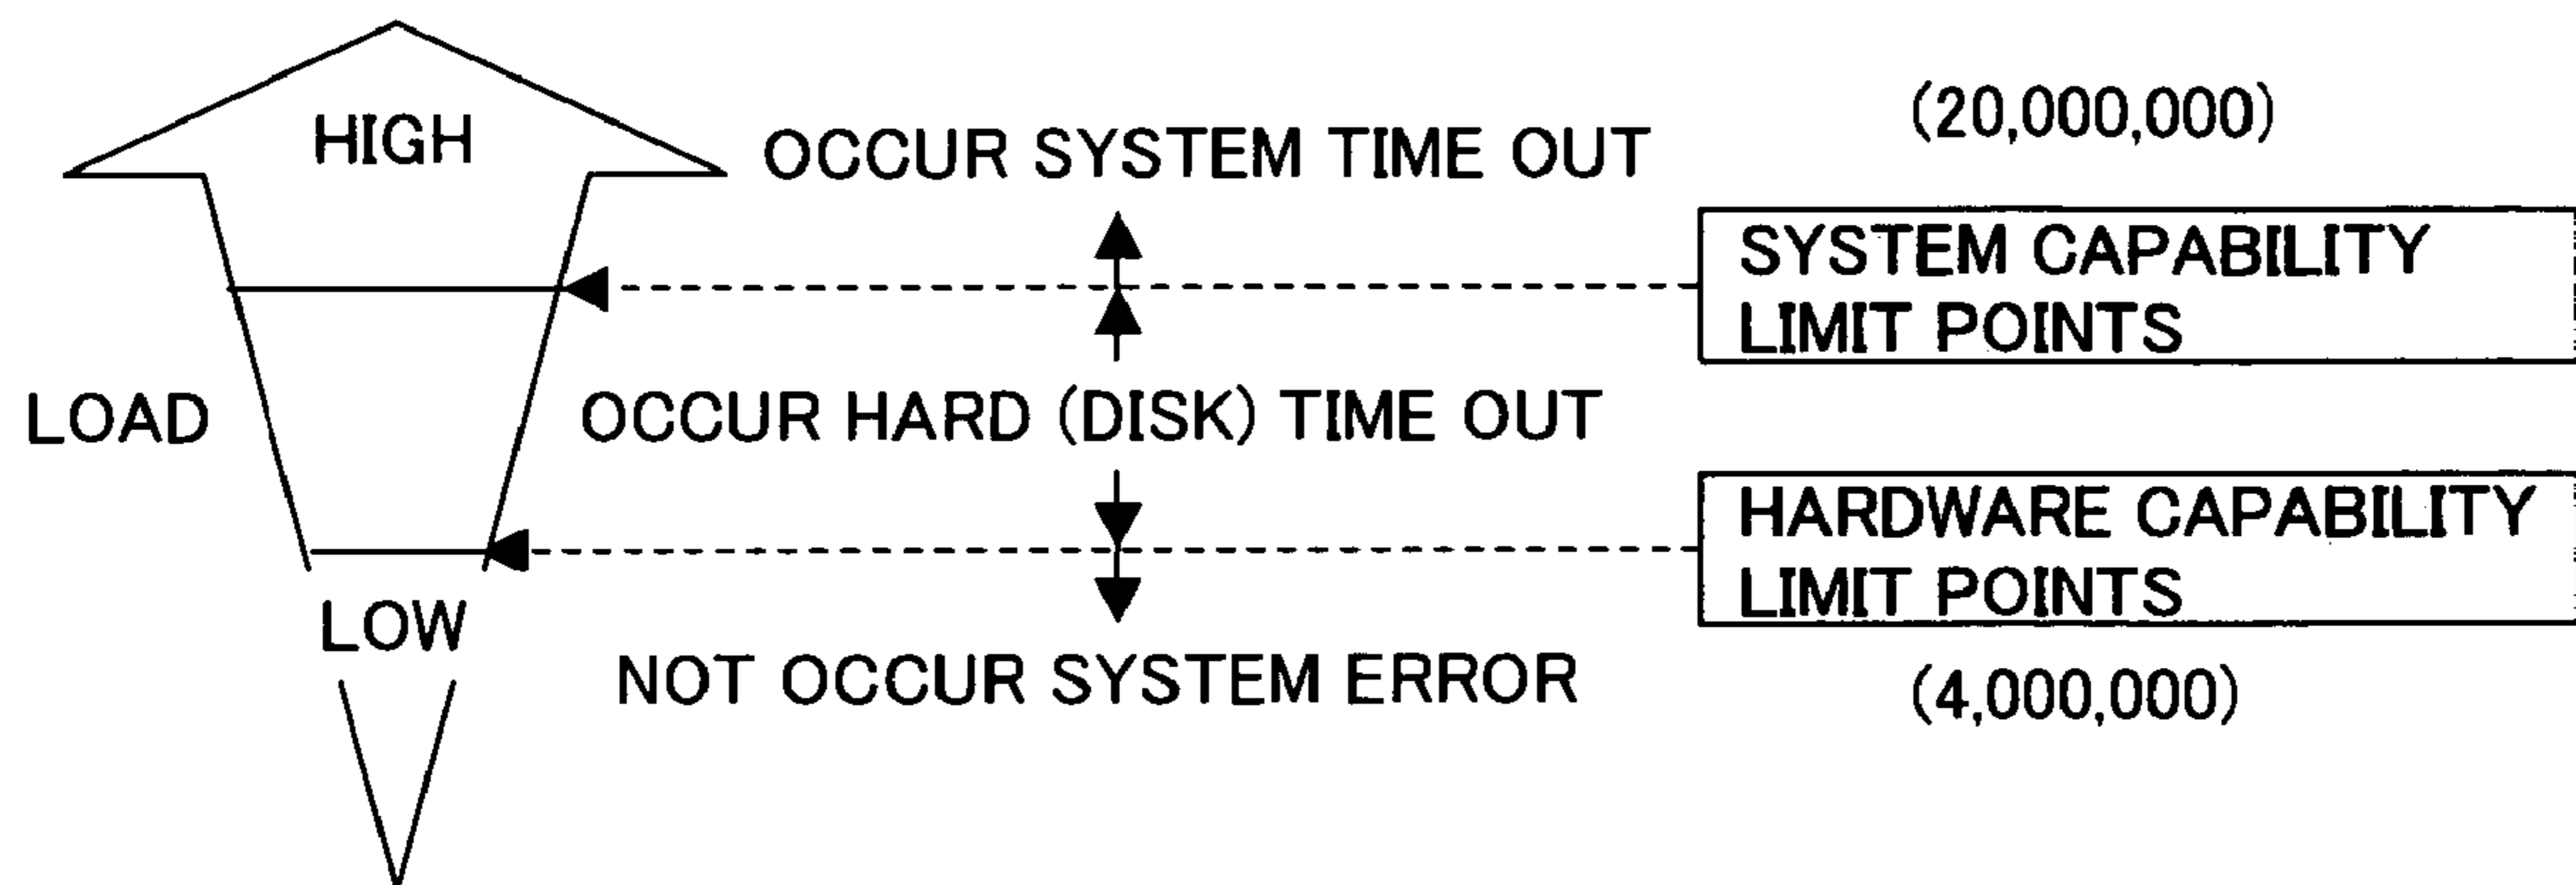 HIGH
OCCUR SYSTEM TIME OUT
(20,000,000)
SYSTEM CAPABILITY
LIMIT POINTS
LOAD
OCCUR HARD (DISK) TIME OUT
HARDWARE CAPABILITY
LIMIT POINTS
LOW
NOT OCCUR SYSTEM ERROR
(4,000,000)